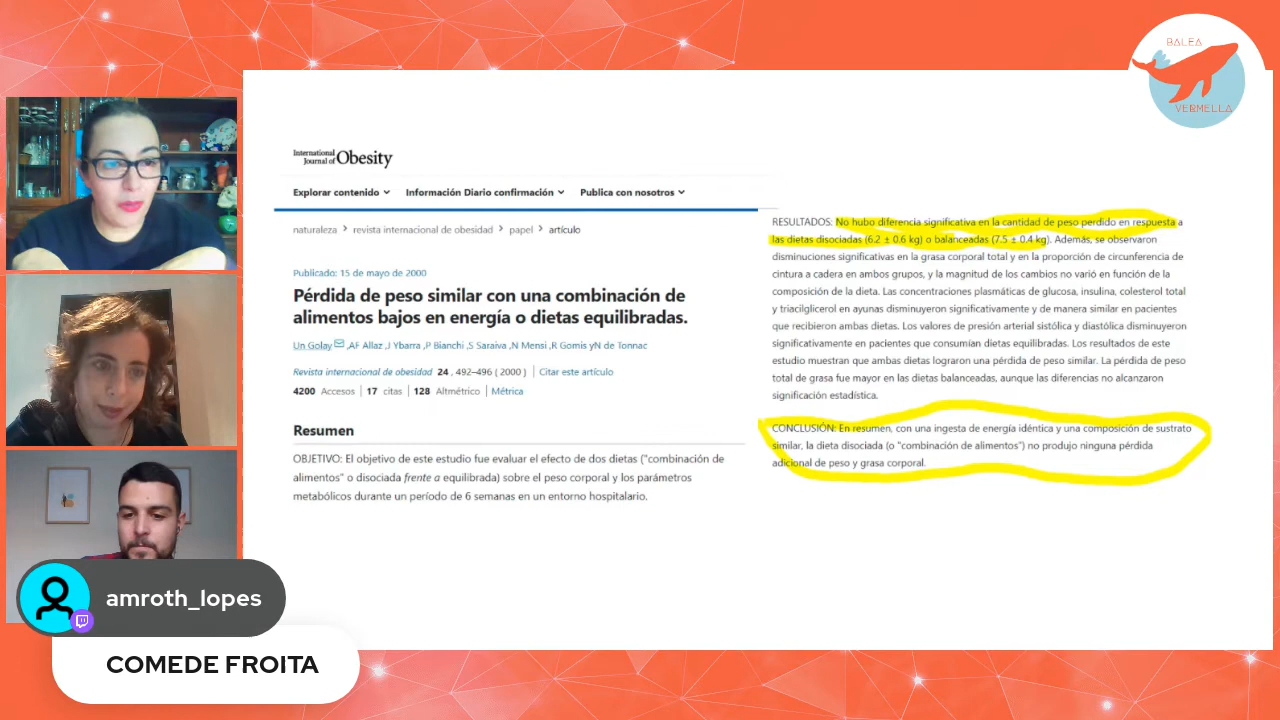 BALEA
VERMELLA
International
Journal of Obesity
Explorar contenido
Información Diario confirmación
Publica con nosotros
naturaleza > revista internacional de obesidad > papel > artículo
Publicado: 15 de mayo de 2000
Pérdida de peso similar con una combinación de
alimentos bajos en energía o dietas equilibradas.
Un Golay ,AF Allaz ,J Ybarra ,P Bianchi ,S Saraiva ,N Mensi ,R Gomis yN de Tonnac
Revista internacional de obesidad 24 , 492–496 ( 2000 ) | Citar este artículo
4200 Accesos | 17 citas | 128 Altmétrico | Métrica
Resumen
OBJETIVO: El objetivo de este estudio fue evaluar el efecto de dos dietas ("combinación de
alimentos" o disociada frente a equilibrada) sobre el peso corporal y los parámetros
metabólicos durante un período de 6 semanas en un entorno hospitalario.
RESULTADOS: No hubo diferencia significativa en la cantidad de peso perdido en respuesta a
las dietas disociadas (6.2 ± 0.6 kg) o balanceadas (7.5 ± 0.4 kg). Además, se observaron
disminuciones significativas en la grasa corporal total y en la proporción de circunferencia de
cintura a cadera en ambos grupos, y la magnitud de los cambios no varió en función de la
composición de la dieta. Las concentraciones plasmáticas de glucosa, insulina, colesterol total
y triacilglicerol en ayunas disminuyeron significativamente y de manera similar en pacientes
que recibieron ambas dietas. Los valores de presión arterial sistólica y diastólica disminuyeron
significativamente en pacientes que consumían dietas equilibradas. Los resultados de este
estudio muestran que ambas dietas lograron una pérdida de peso similar. La pérdida de peso
total de grasa fue mayor en las dietas balanceadas, aunque las diferencias no alcanzaron
significación estadística.
CONCLUSIÓN: En resumen, con una ingesta de energía idéntica y una composición de sustrato
similar, la dieta disociada (o "combinación de alimentos") no produjo ninguna pérdida
adicional de peso y grasa corporal.
amroth_lopes
COMEDE FROITA